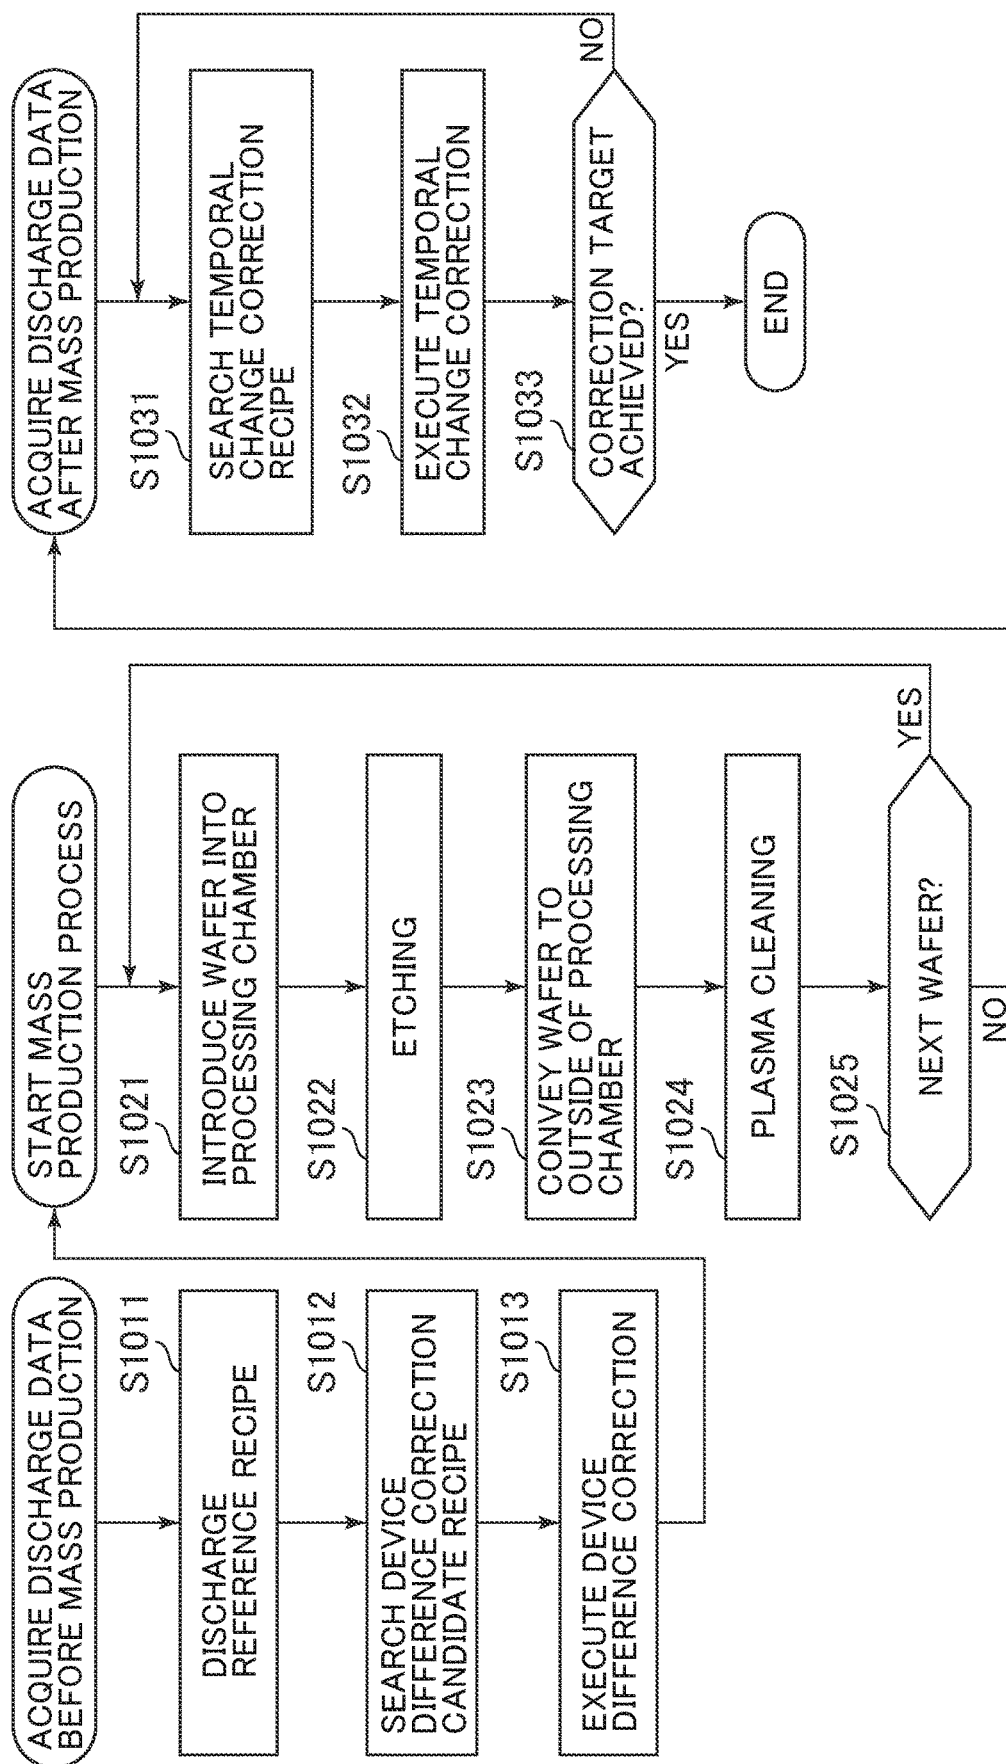 ACQUIRE DISCHARGE DATA
BEFORE MASS PRODUCTION
S1011
DISCHARGE
REFERENCE RECIPE
S1012
SEARCH DEVICE
DIFFERENCE CORRECTION
CANDIDATE RECIPE
S1013
EXECUTE DEVICE
DIFFERENCE CORRECTION
START MASS
PRODUCTION PROCESS
S1021
INTRODUCE WAFER INTO
PROCESSING CHAMBER
S1022
ETCHING
S1023
CONVEY WAFER TO
OUTSIDE OF PROCESSING
CHAMBER
S1024
PLASMA CLEANING
S1025
NEXT WAFER?
YES
NO
ACQUIRE DISCHARGE DATA
AFTER MASS PRODUCTION
S1031
SEARCH TEMPORAL
CHANGE CORRECTION
RECIPE
S1032
EXECUTE TEMPORAL
CHANGE CORRECTION
S1033
CORRECTION TARGET
ACHIEVED?
NO
YES
END